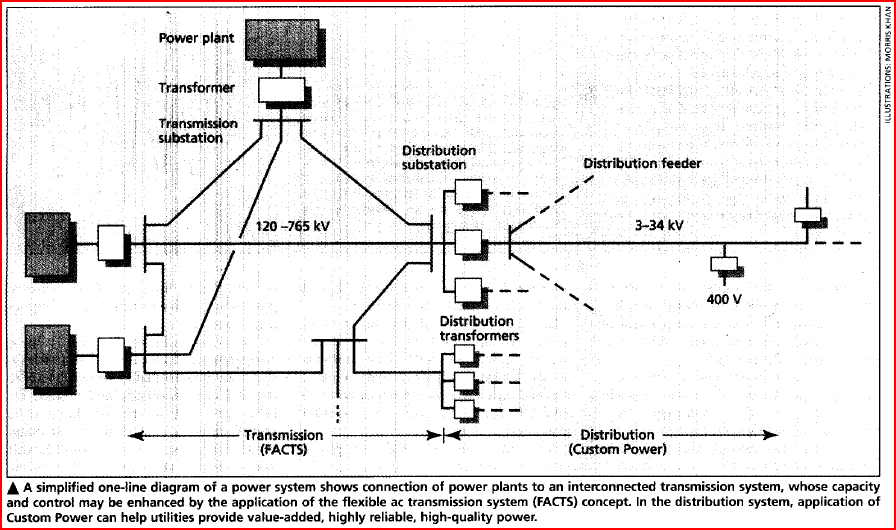 ILLUSTRATIONS: MORRIS KHAN
Power plant
Transformer
Transmission
substation
Distribution
substation
Distribution feeder
120 –765 kV
3–34 kV
400 V
Distribution
transformers
Transmission
(FACTS)
Distribution
(Custom Power)
▲ A simplified one-line diagram of a power system shows connection of power plants to an interconnected transmission system, whose capacity
and control may be enhanced by the application of the flexible ac transmission system (FACTS) concept. In the distribution system, application of
Custom Power can help utilities provide value-added, highly reliable, high-quality power.